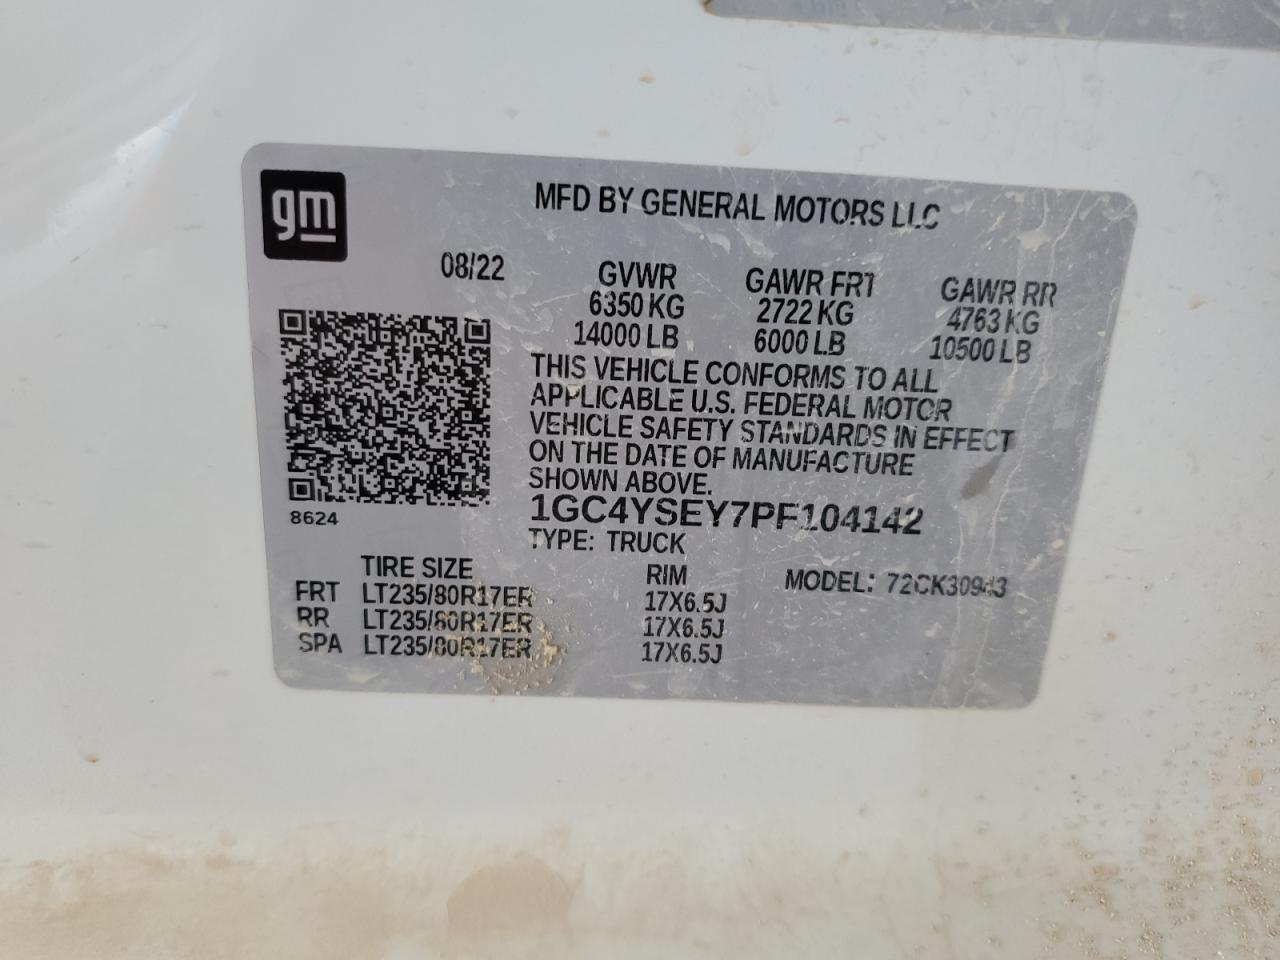 gm
MFD BY GENERAL MOTORS LLC
08/22
GVWR GAWR FRT GAWR RR
6350 KG 2722 KG 4763 KG
14000 LB 6000 LB 10500 LB
THIS VEHICLE CONFORMS TO ALL
APPLICABLE U.S. FEDERAL MOTOR
VEHICLE SAFETY STANDARDS IN EFFECT
ON THE DATE OF MANUFACTURE
SHOWN ABOVE.
8624
1GC4YSEY7PF104142
TYPE: TRUCK
TIRE SIZE RIM MODEL: 72CK30943
FRT LT235/80R17ER 17X6.5J
RR LT235/80R17ER 17X6.5J
SPA LT235/80R17ER 17X6.5J